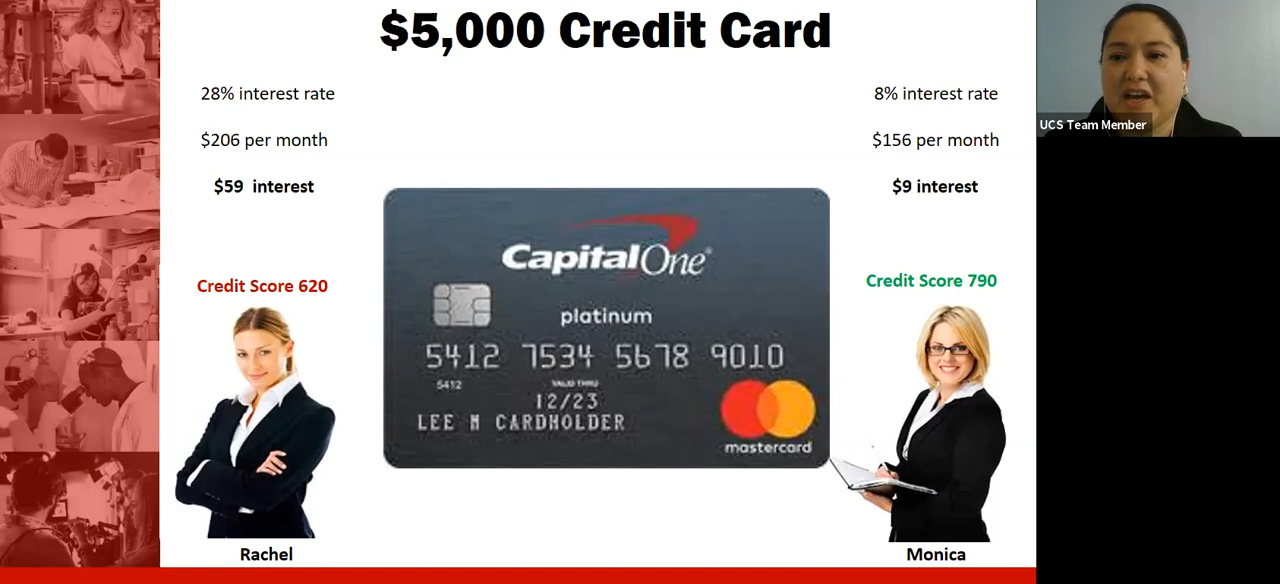 $5,000 Credit Card
28% interest rate
$206 per month
$59 interest
Credit Score 620
Rachel
CapitalOne®
platinum
5412 7534 5678 9010
5412
VALID THRU
12/23
LEE M CARDHOLDER
mastercard
8% interest rate
$156 per month
$9 interest
Credit Score 790
Monica
UCS Team Member